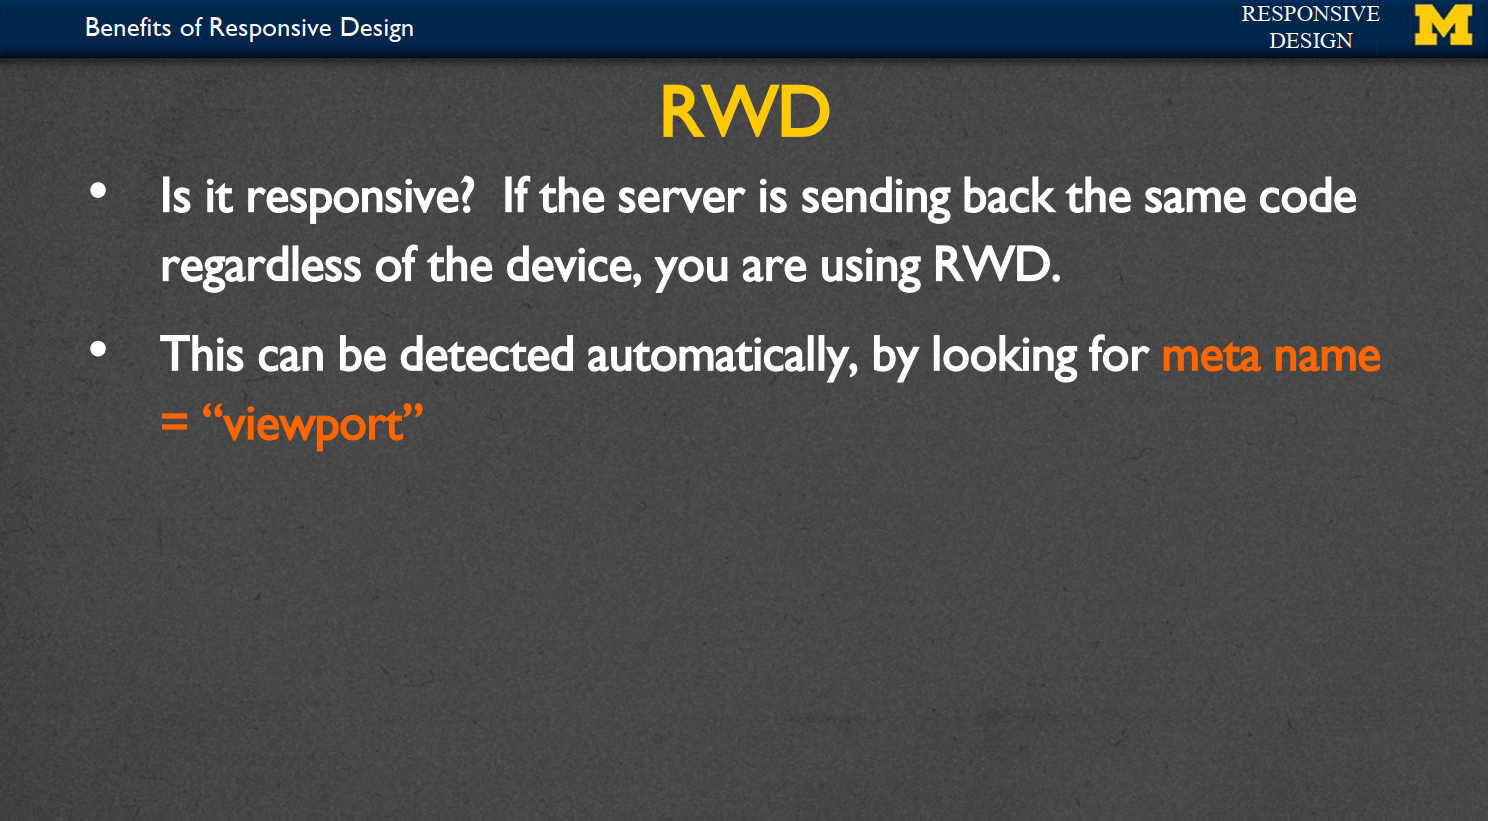 Benefits of Responsive Design
RESPONSIVE
DESIGN
M
RWD
• Is it responsive?  If the server is sending back the same code
regardless of the device, you are using RWD.
• This can be detected automatically, by looking for meta name
= “viewport”